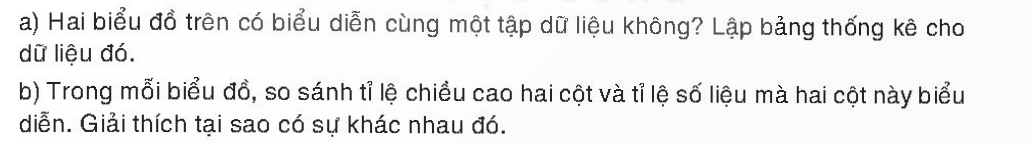 a) Hai biểu đồ trên có biểu diễn cùng một tập dữ liệu không? Lập bảng thống kê cho
dữ liệu đó.
b) Trong mỗi biểu đồ, so sánh tỉ lệ chiều cao hai cột và tỉ lệ số liệu mà hai cột này biểu
diễn. Giải thích tại sao có sự khác nhau đó.